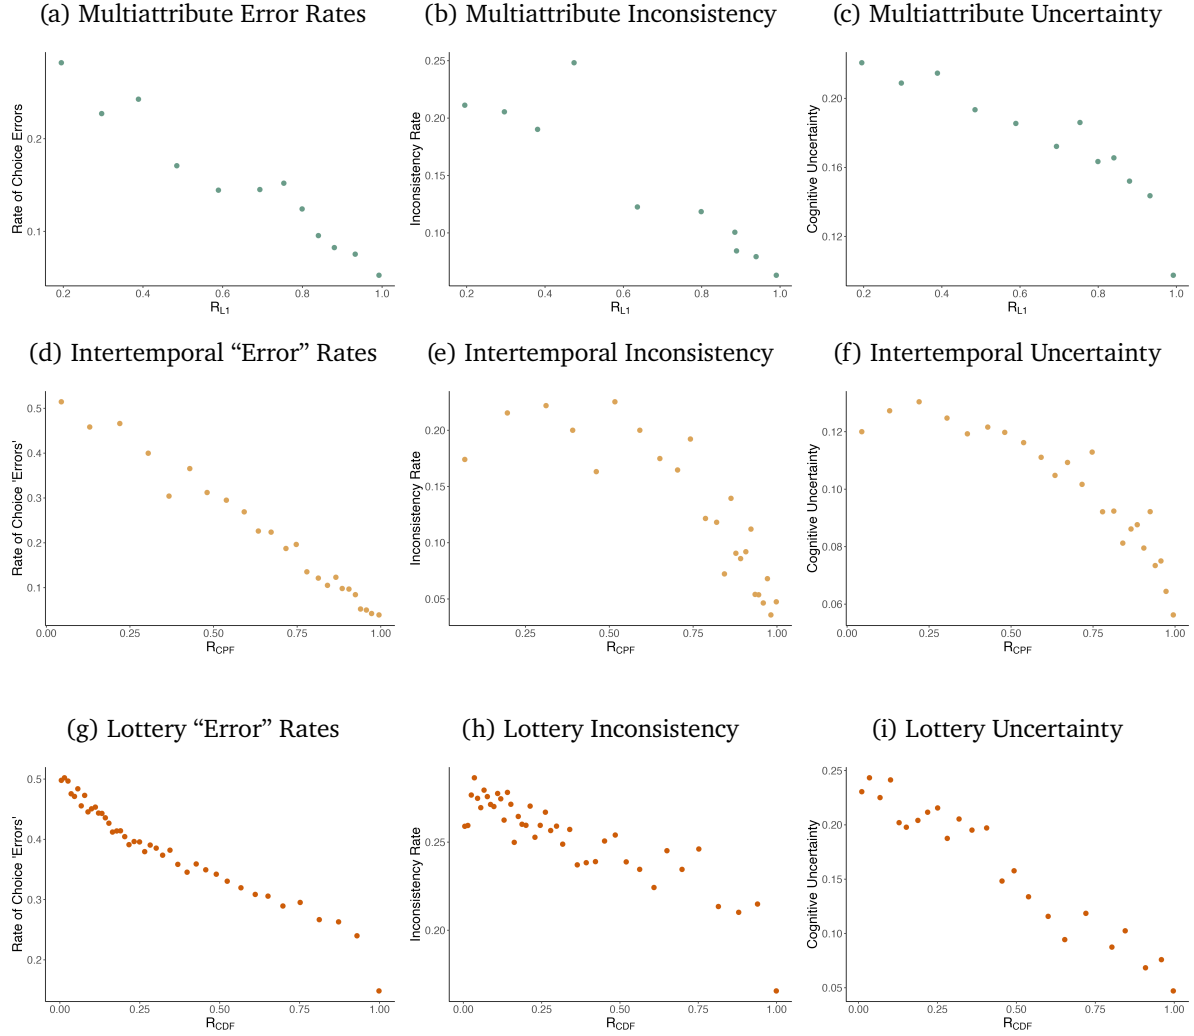 (a) Multiattribute Error Rates
Rate of Choice Errors
0.2
0.1
0.2 0.4 0.6 0.8 1.0
R_L1
(b) Multiattribute Inconsistency
Inconsistency Rate
0.25
0.20
0.15
0.10
0.2 0.4 0.6 0.8 1.0
R_L1
(c) Multiattribute Uncertainty
Cognitive Uncertainty
0.20
0.16
0.12
0.2 0.4 0.6 0.8 1.0
R_L1
(d) Intertemporal “Error” Rates
Rate of Choice 'Errors'
0.5
0.4
0.3
0.2
0.1
0.00 0.25 0.50 0.75 1.00
R_CPF
(e) Intertemporal Inconsistency
Inconsistency Rate
0.20
0.15
0.10
0.05
0.25 0.50 0.75 1.00
R_CPF
(f) Intertemporal Uncertainty
Cognitive Uncertainty
0.12
0.10
0.08
0.06
0.00 0.25 0.50 0.75 1.00
R_CPF
(g) Lottery “Error” Rates
Rate of Choice 'Errors'
0.5
0.4
0.3
0.2
0.00 0.25 0.50 0.75 1.00
R_CDF
(h) Lottery Inconsistency
Inconsistency Rate
0.25
0.20
0.00 0.25 0.50 0.75 1.00
R_CDF
(i) Lottery Uncertainty
Cognitive Uncertainty
0.25
0.20
0.15
0.10
0.05
0.00 0.25 0.50 0.75 1.00
R_CDF